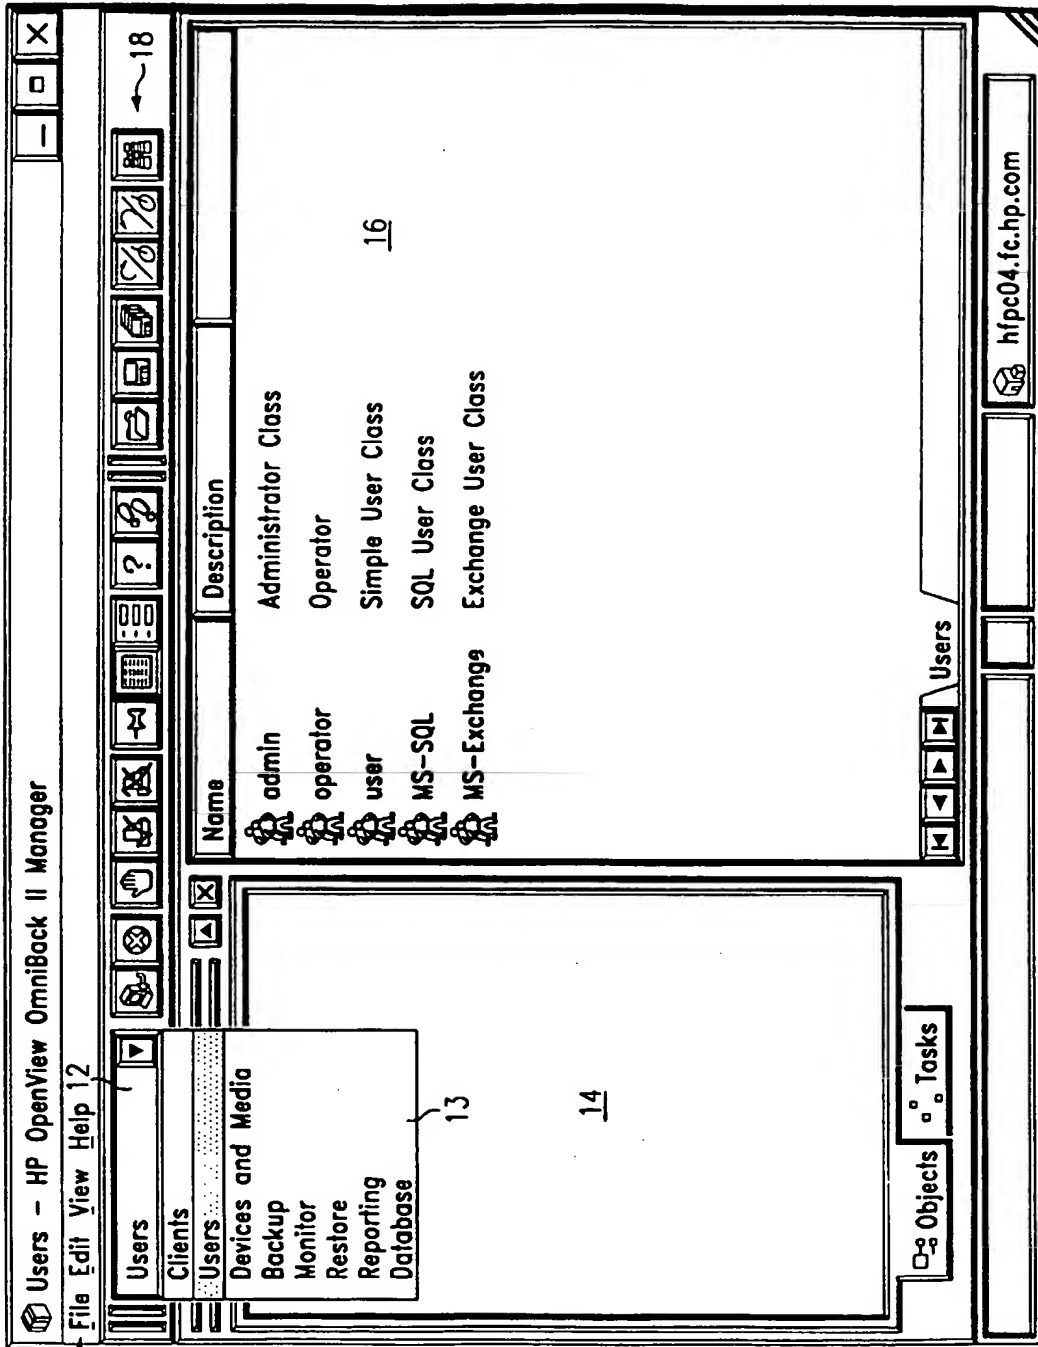 Users - HP OpenView OmniBack II Manager
File Edit View Help 12
Users
18
?
Clients
Users
Devices and Media
Backup
Monitor
Restore
Reporting
Database
13
14
Objects
Tasks
Name
Description
admin Administrator Class
operator Operator
user Simple User Class
MS-SQL SQL User Class
MS-Exchange Exchange User Class
16
Users
hfpc04.fc.hp.com